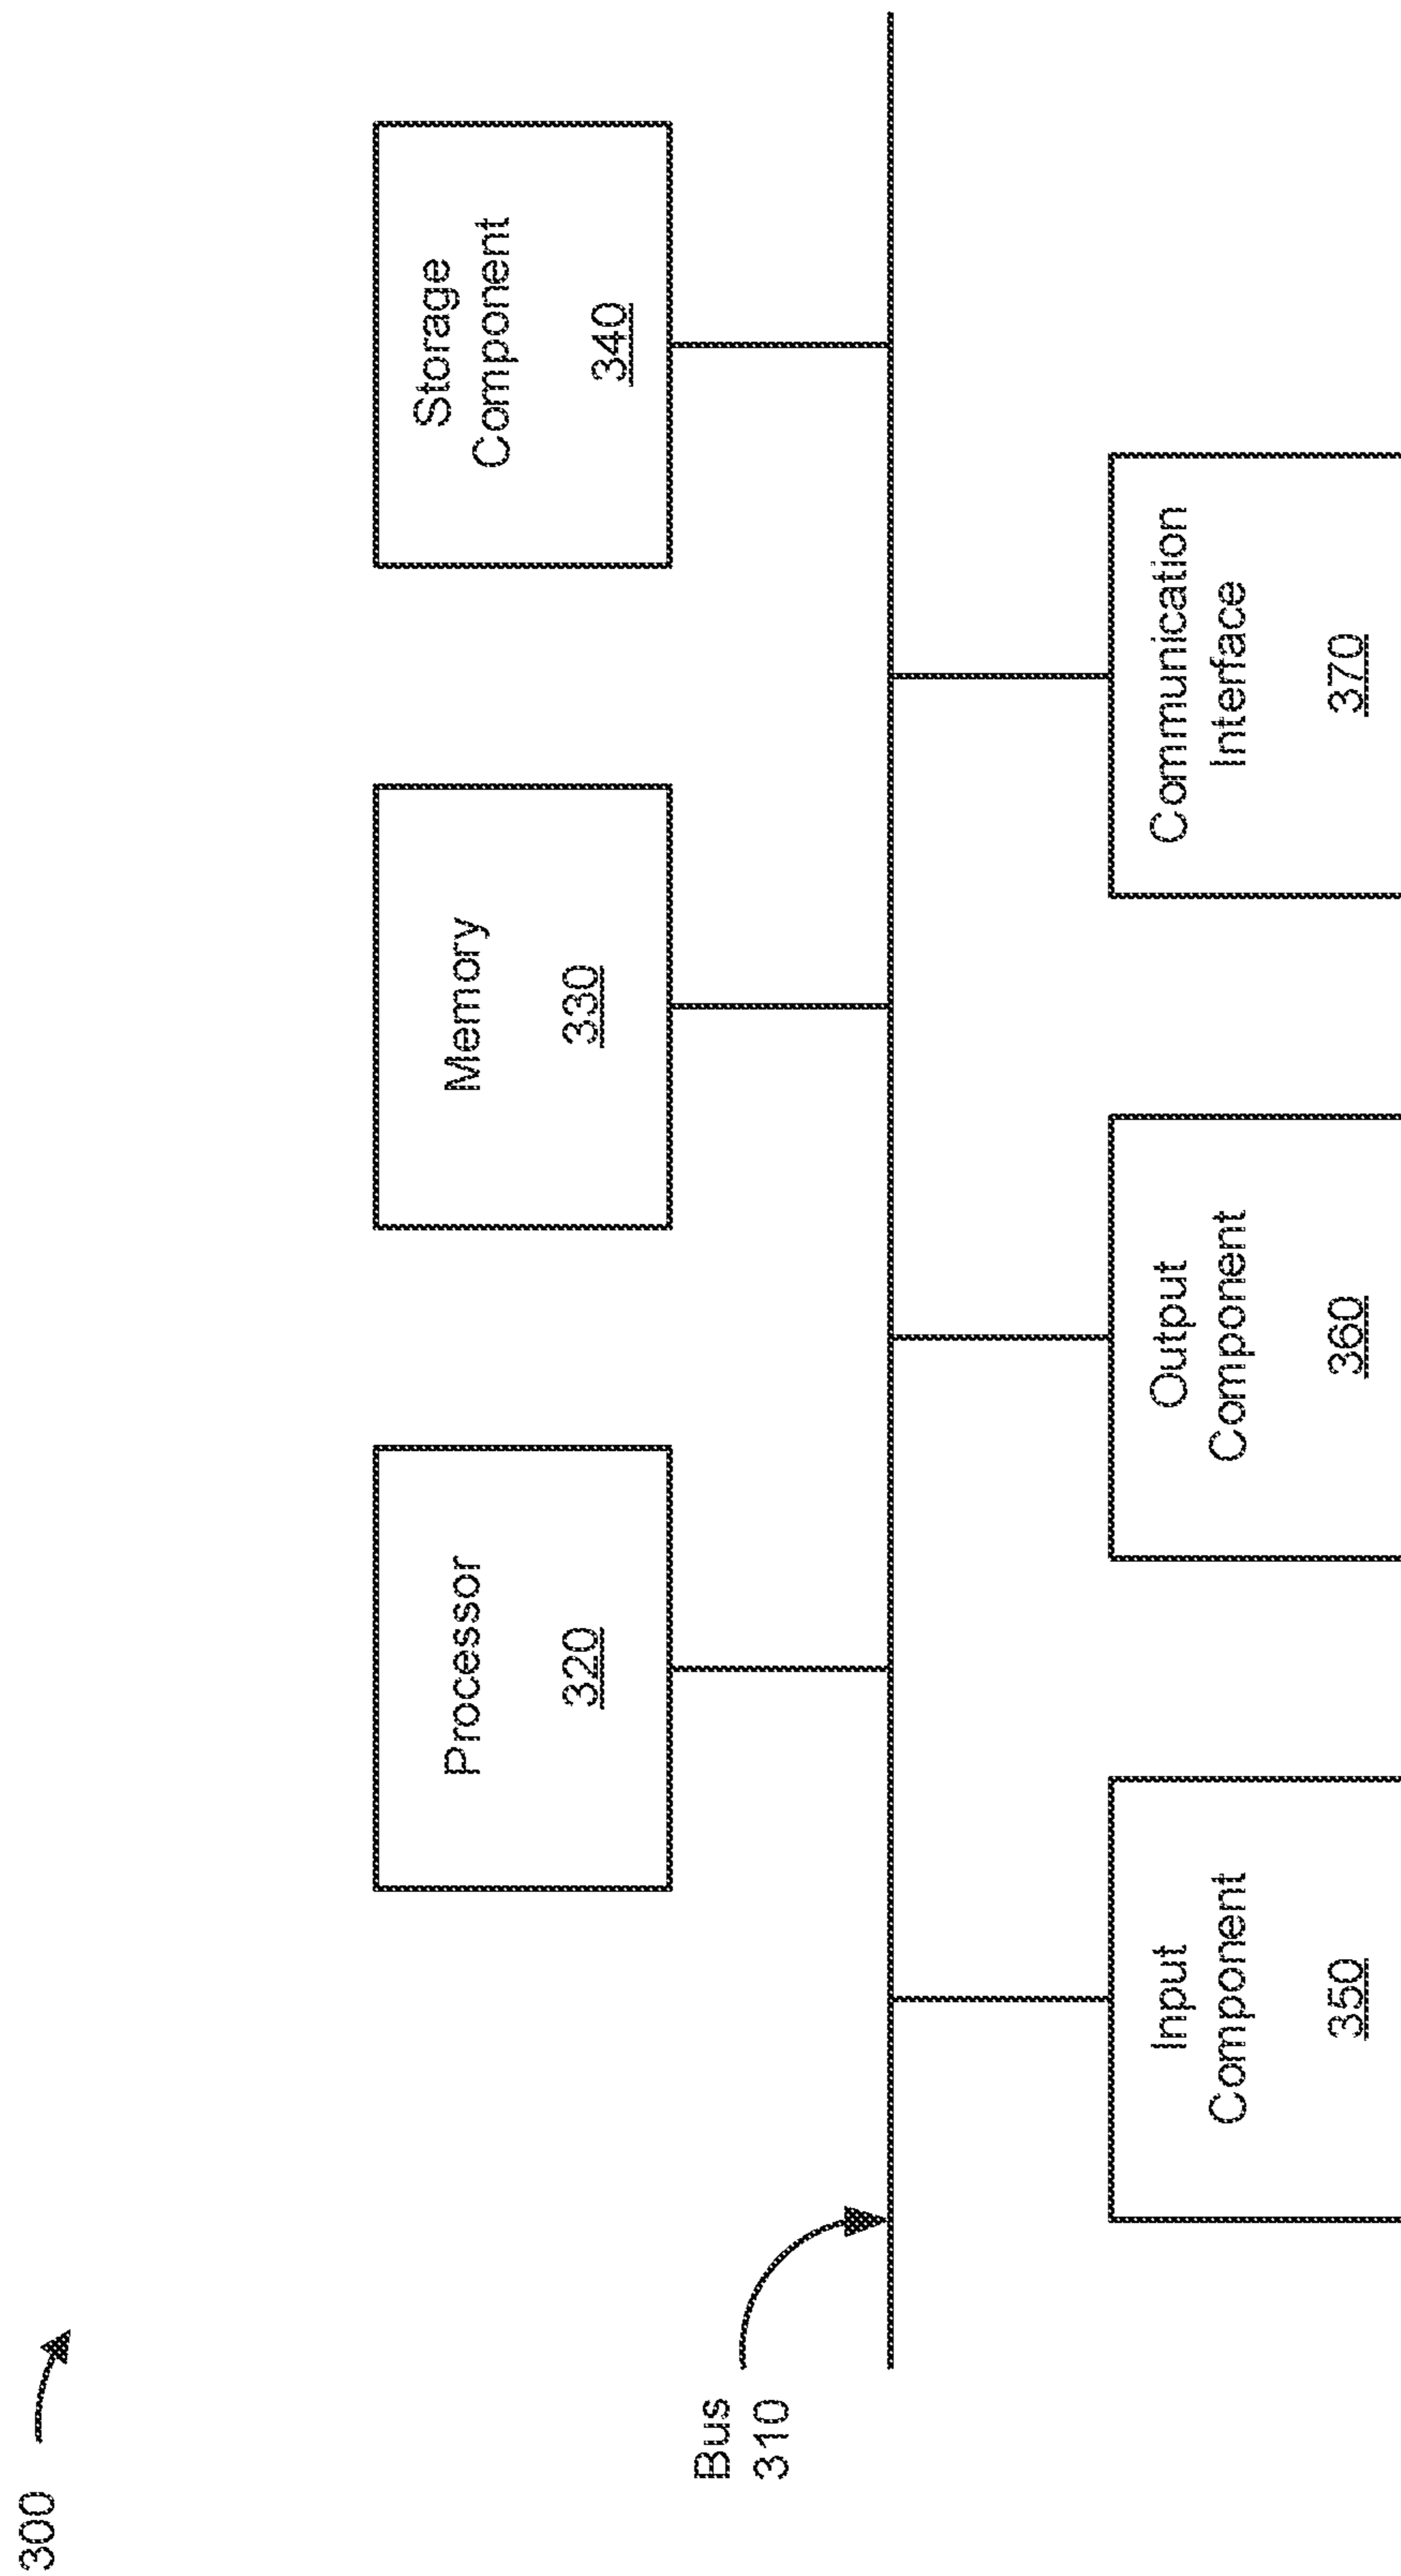 300
Bus
310
Processor
320
Memory
330
Storage
Component
340
Input
Component
350
Output
Component
360
Communication
Interface
370